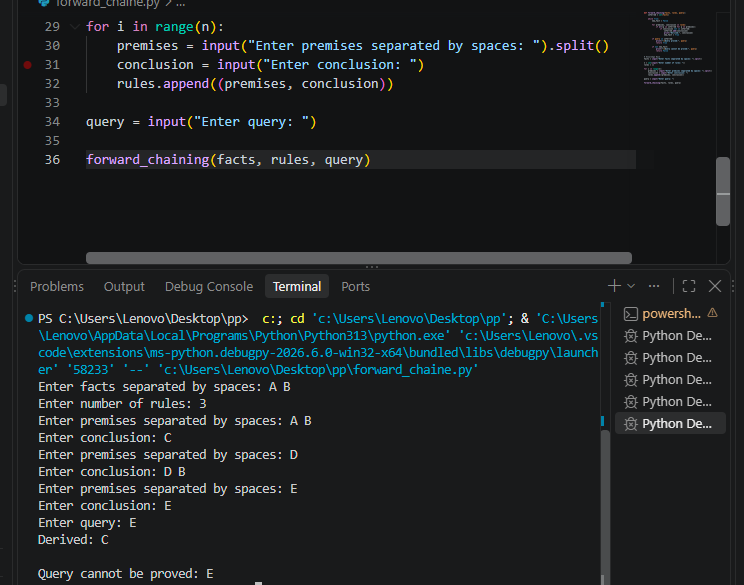 forward_chaine.py > ...
29 for i in range(n):
30 premises = input("Enter premises separated by spaces: ").split()
31 conclusion = input("Enter conclusion: ")
32 rules.append((premises, conclusion))
33
34 query = input("Enter query: ")
35
36 forward_chaining(facts, rules, query)
Problems Output Debug Console Terminal Ports
PS C:\Users\Lenovo\Desktop\pp> c:; cd 'c:\Users\Lenovo\Desktop\pp'; & 'C:\Users
\Lenovo\AppData\Local\Programs\Python\Python313\python.exe' 'c:\Users\Lenovo\.vs
code\extensions\ms-python.debugpy-2026.6.0-win32-x64\bundled\libs\debugpy\launch
er' '58233' '--' 'c:\Users\Lenovo\Desktop\pp\forward_chaine.py'
Enter facts separated by spaces: A B
Enter number of rules: 3
Enter premises separated by spaces: A B
Enter conclusion: C
Enter premises separated by spaces: D
Enter conclusion: D B
Enter premises separated by spaces: E
Enter conclusion: E
Enter query: E
Derived: C
Query cannot be proved: E
powersh...
Python De...
Python De...
Python De...
Python De...
Python De...